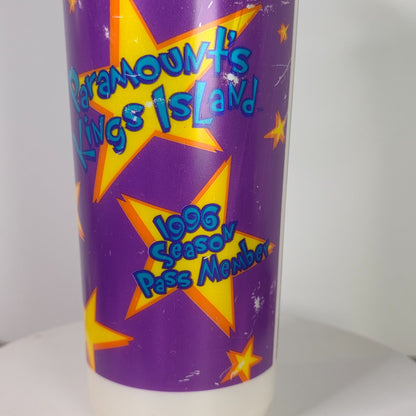 Paramount's
Kings Island
1996
Season
Pass Member